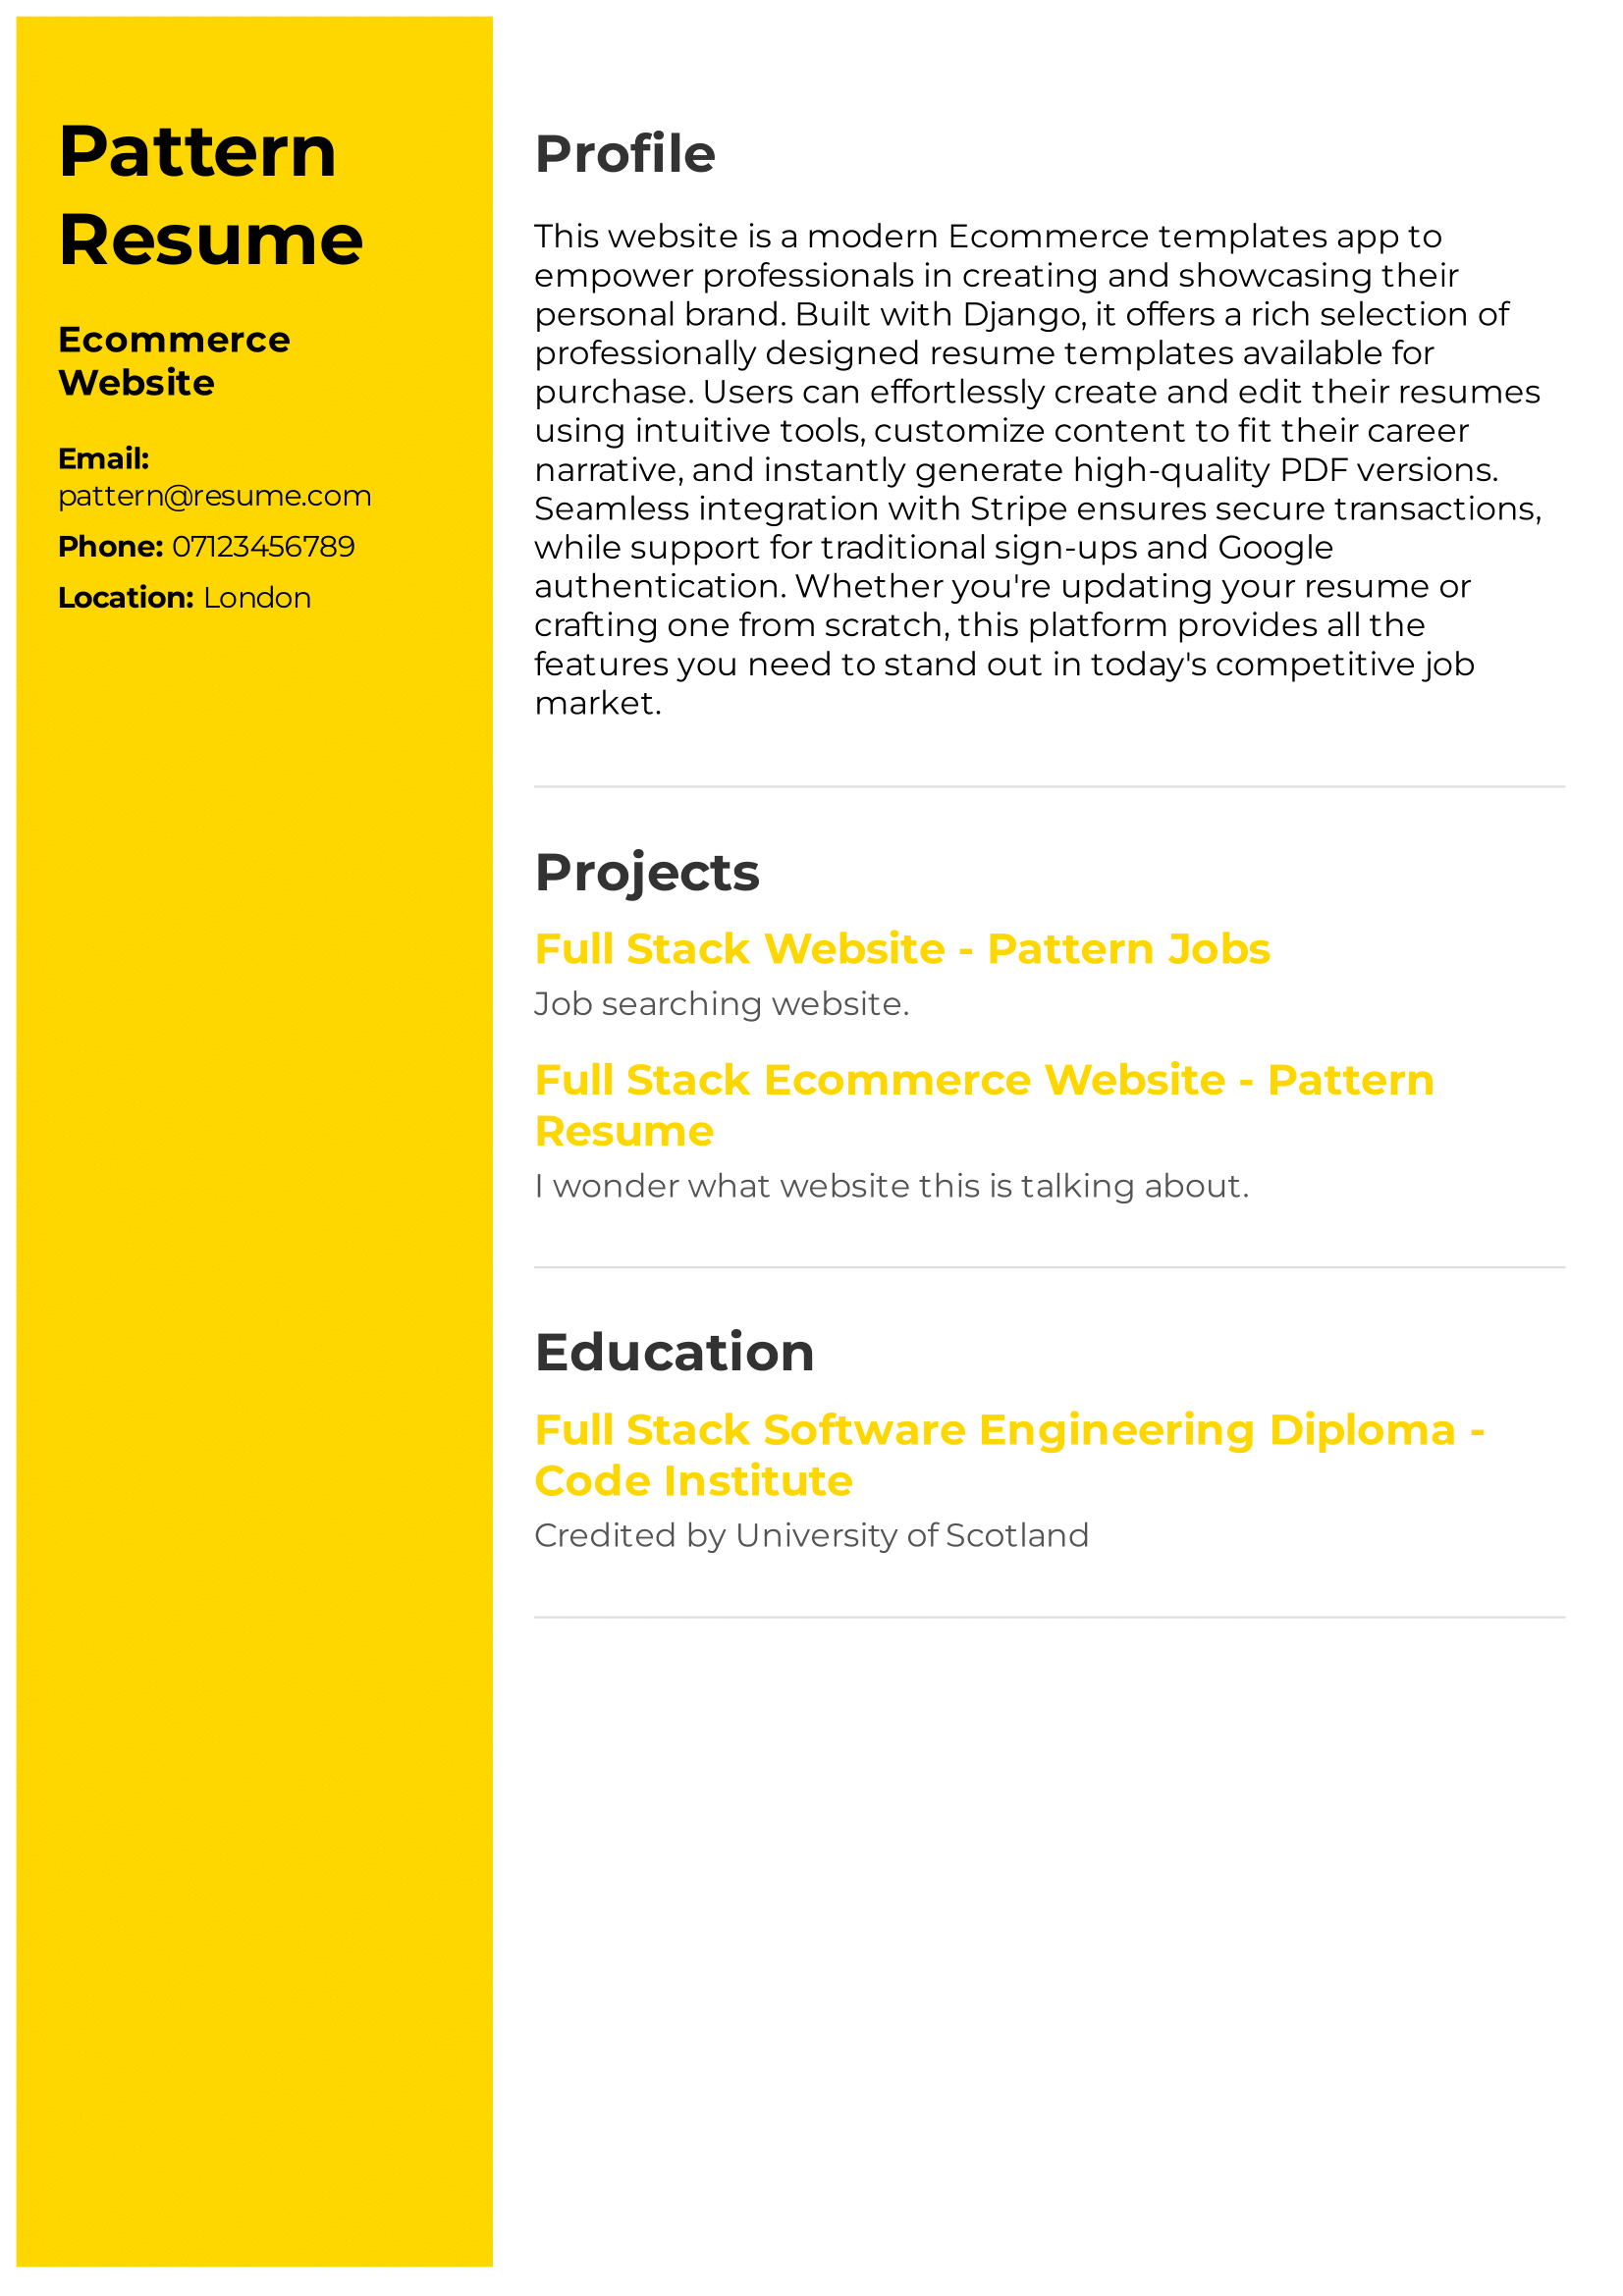 Pattern
Resume
Ecommerce
Website
Email:
pattern@resume.com
Phone: 07123456789
Location: London
Profile
This website is a modern Ecommerce templates app to
empower professionals in creating and showcasing their
personal brand. Built with Django, it offers a rich selection of
professionally designed resume templates available for
purchase. Users can effortlessly create and edit their resumes
using intuitive tools, customize content to fit their career
narrative, and instantly generate high-quality PDF versions.
Seamless integration with Stripe ensures secure transactions,
while support for traditional sign-ups and Google
authentication. Whether you're updating your resume or
crafting one from scratch, this platform provides all the
features you need to stand out in today's competitive job
market.
Projects
Full Stack Website - Pattern Jobs
Job searching website.
Full Stack Ecommerce Website - Pattern
Resume
I wonder what website this is talking about.
Education
Full Stack Software Engineering Diploma -
Code Institute
Credited by University of Scotland